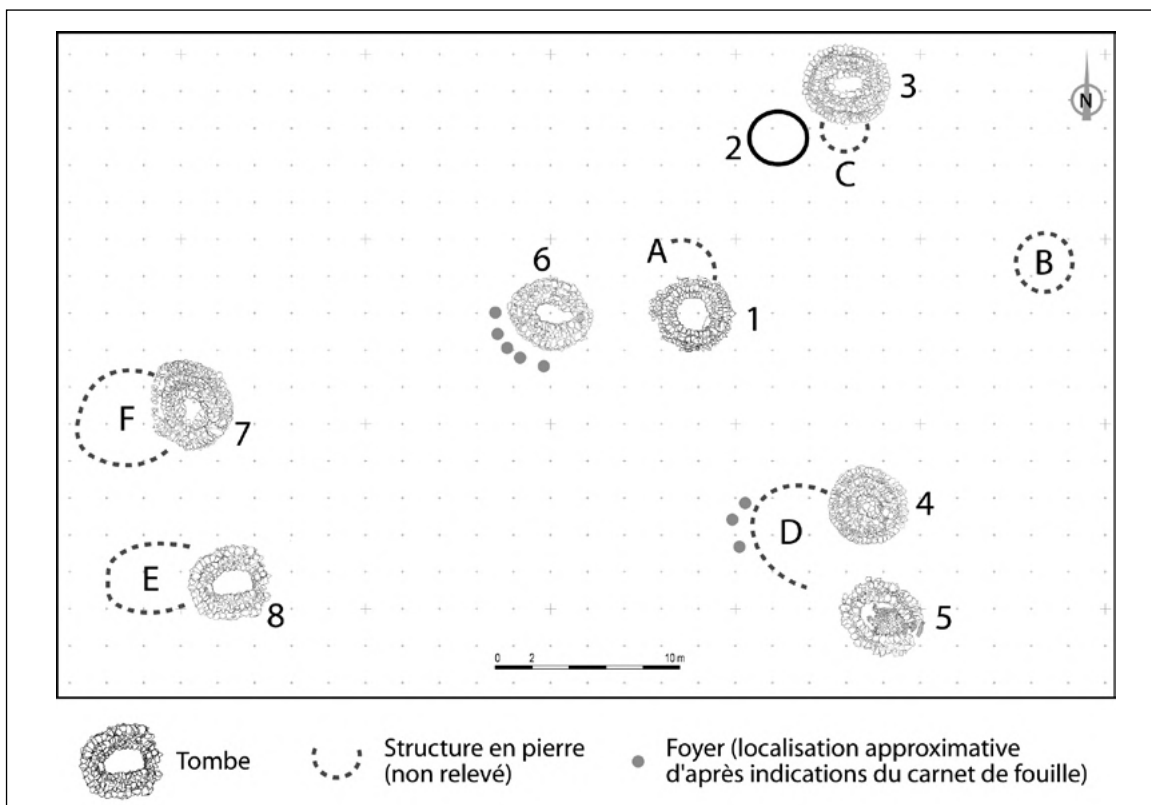 3
N
2
C
A
B
6
1
F
7
4
D
E
5
8
0 2 10 m
Tombe
Structure en pierre
(non relevé)
Foyer (localisation approximative
d'après indications du carnet de fouille)